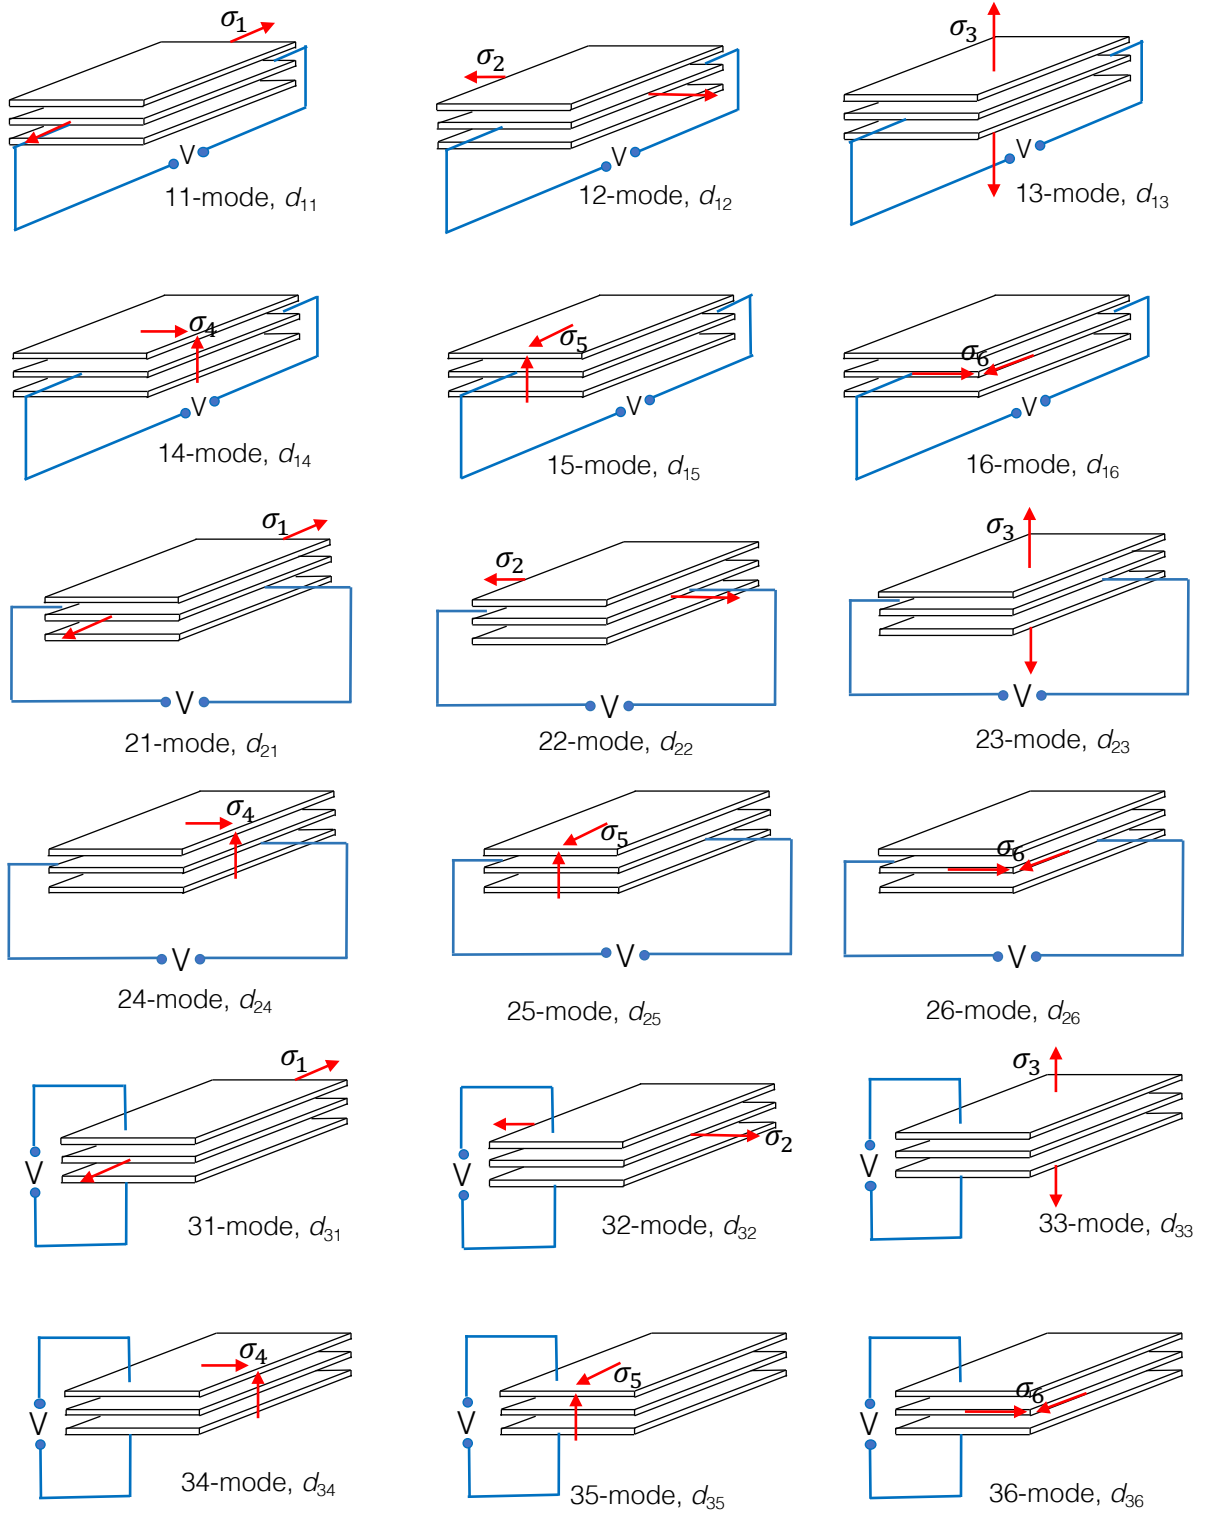 σ₁
V
11-mode, d₁₁
σ₂
V
12-mode, d₁₂
σ₃
V
13-mode, d₁₃
σ₄
V
14-mode, d₁₄
σ₅
V
15-mode, d₁₅
σ₆
V
16-mode, d₁₆
σ₁
V
21-mode, d₂₁
σ₂
V
22-mode, d₂₂
σ₃
V
23-mode, d₂₃
σ₄
V
24-mode, d₂₄
σ₅
V
25-mode, d₂₅
σ₆
V
26-mode, d₂₆
σ₁
V
31-mode, d₃₁
σ₂
V
32-mode, d₃₂
σ₃
V
33-mode, d₃₃
σ₄
V
34-mode, d₃₄
σ₅
V
35-mode, d₃₅
σ₆
V
36-mode, d₃₆